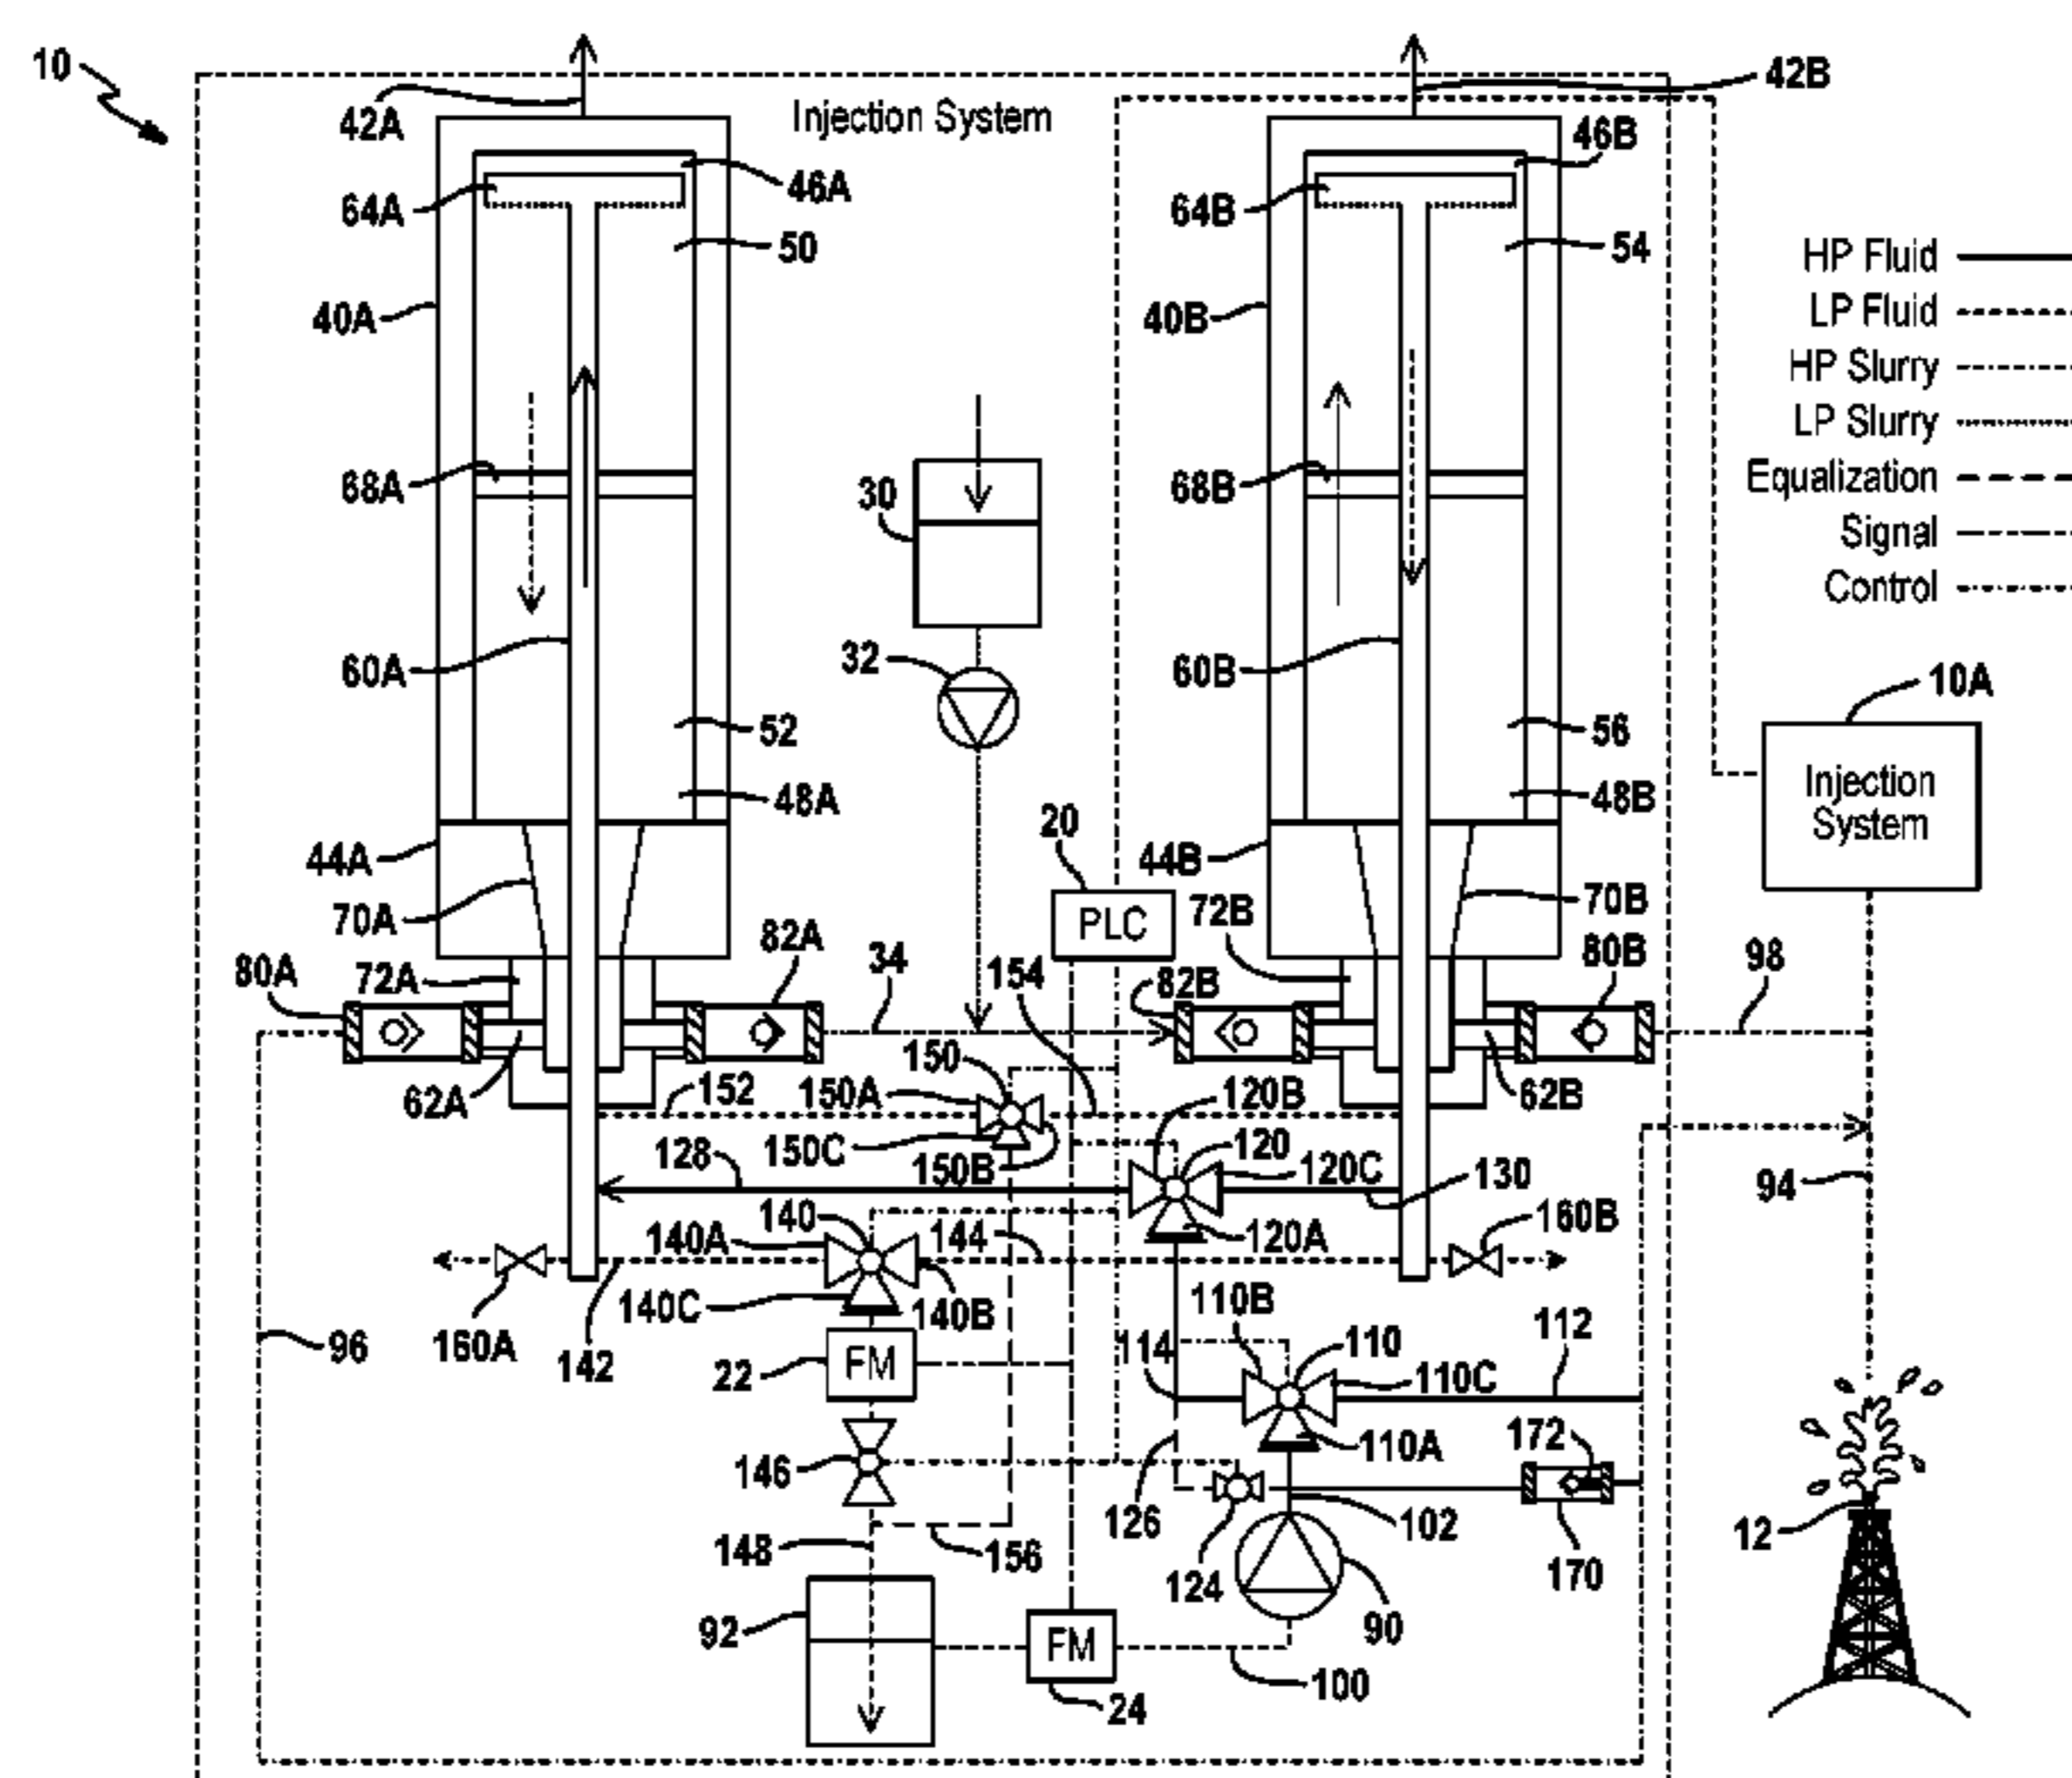 10
42A
Injection System
42B
46B
64A
46A
64B
50
54
HP Fluid
LP Fluid
HP Slurry
LP Slurry
Equalization
Signal
Control
40A
40B
68A
30
68B
60A
32
60B
10A
52
56
Injection
System
48A
48B
20
44A
44B
PLC
70A
72B
70B
82A
80A
72A
34
154
82B
80B
98
150
62A
152
150A
120B
62B
150C
150B
120
120C
128
130
94
140
140A
144
120A
160B
140C
140B
110B
96
160A
142
22
FM
114
110
112
110C
110A
172
146
126
102
12
148
156
124
170
92
FM
90
100
24